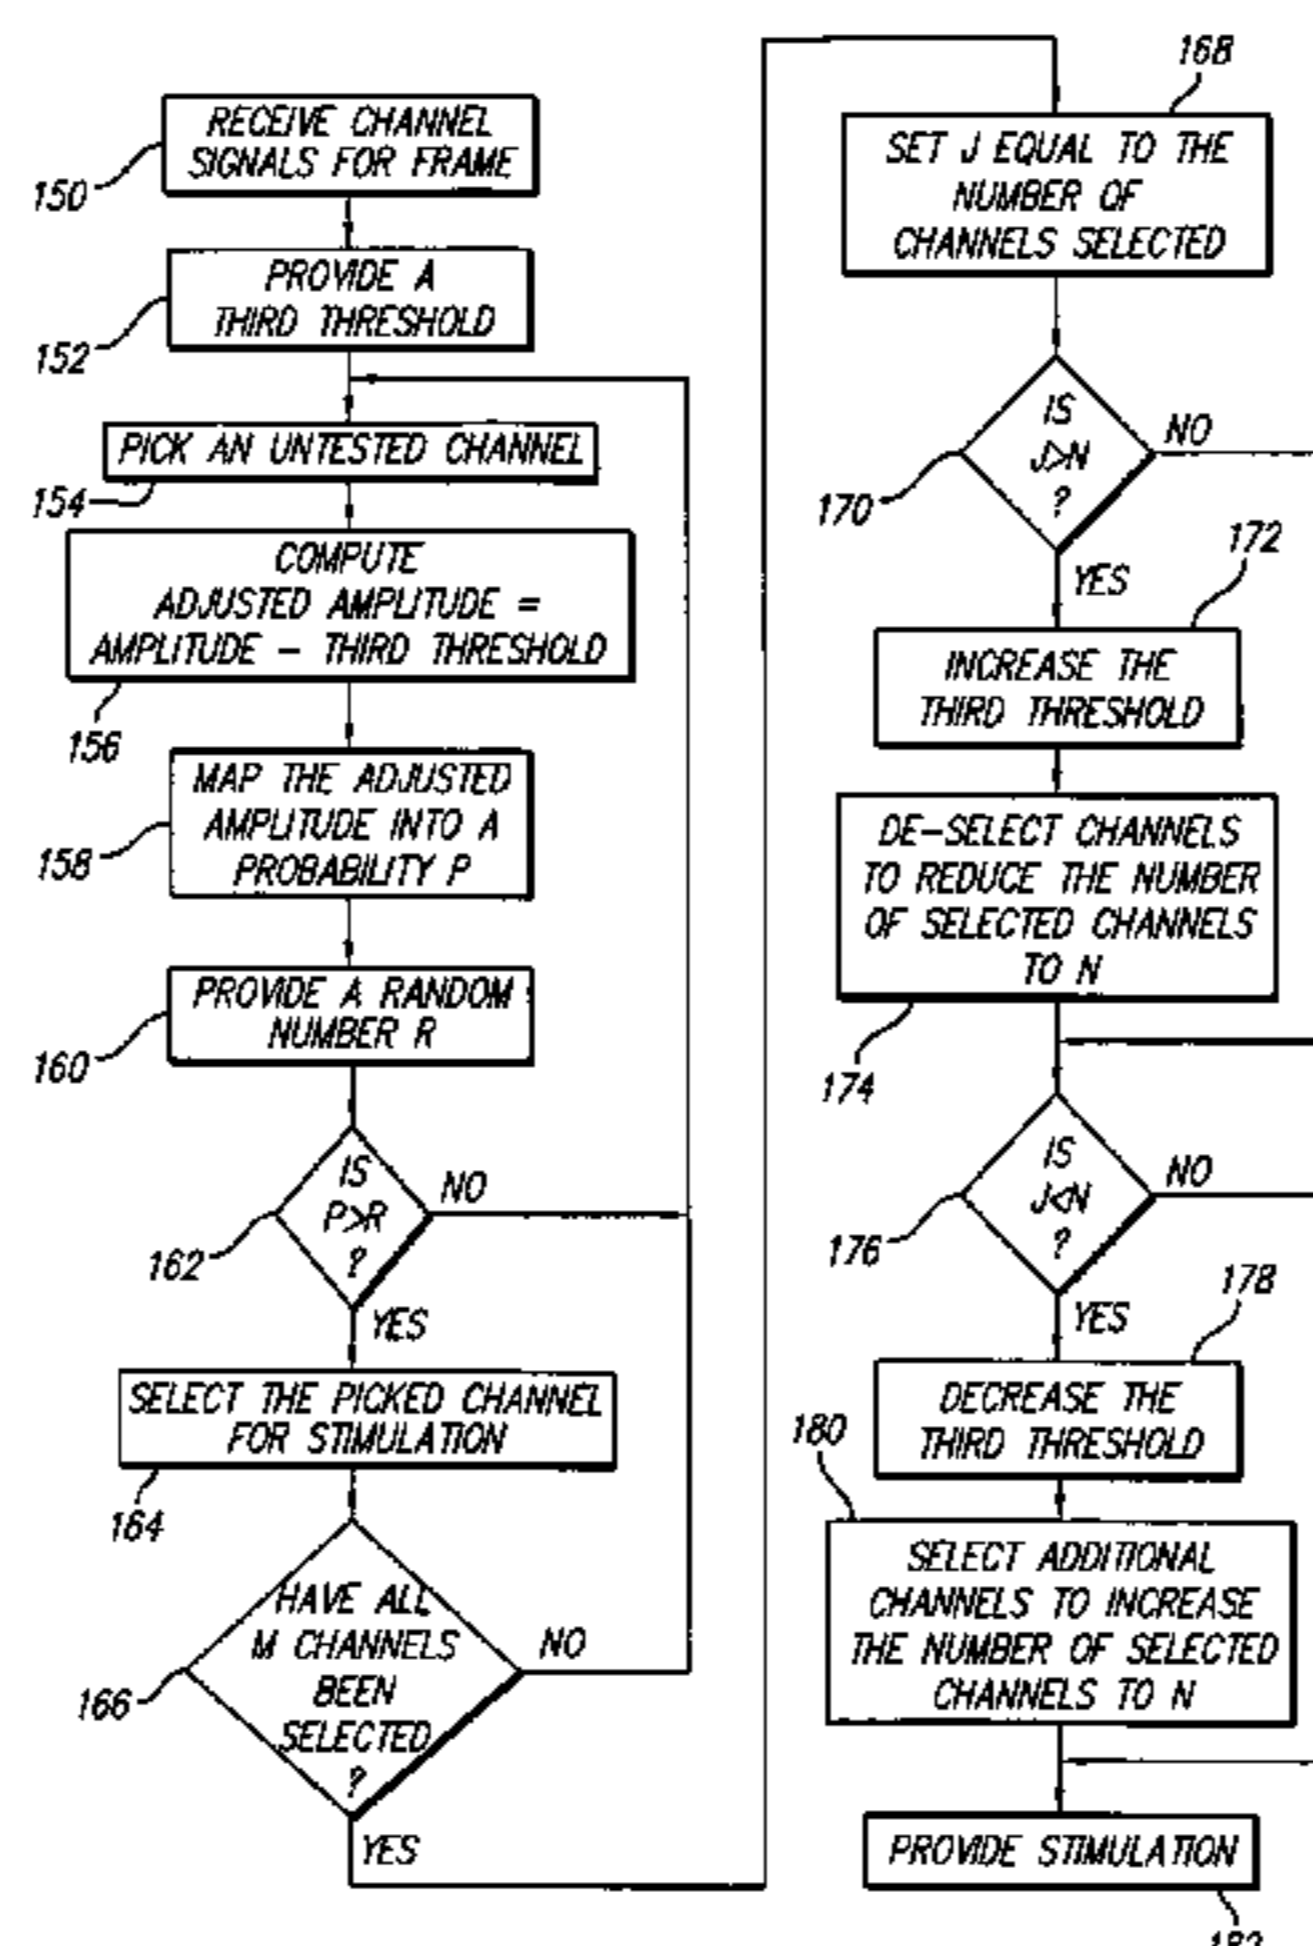 RECEIVE CHANNEL
SIGNALS FOR FRAME
150
PROVIDE A
THIRD THRESHOLD
152
PICK AN UNTESTED CHANNEL
154
COMPUTE
ADJUSTED AMPLITUDE =
AMPLITUDE - THIRD THRESHOLD
156
MAP THE ADJUSTED
AMPLITUDE INTO A
PROBABILITY P
158
PROVIDE A RANDOM
NUMBER R
160
IS
P>R
?
NO
162
YES
SELECT THE PICKED CHANNEL
FOR STIMULATION
164
HAVE ALL
M CHANNELS
BEEN
SELECTED
?
NO
166
YES
168
SET J EQUAL TO THE
NUMBER OF
CHANNELS SELECTED
IS
J>N
?
NO
170
YES
172
INCREASE THE
THIRD THRESHOLD
DE-SELECT CHANNELS
TO REDUCE THE NUMBER
OF SELECTED CHANNELS
TO N
174
IS
J<N
?
NO
176
YES
178
DECREASE THE
THIRD THRESHOLD
180
SELECT ADDITIONAL
CHANNELS TO INCREASE
THE NUMBER OF SELECTED
CHANNELS TO N
PROVIDE STIMULATION